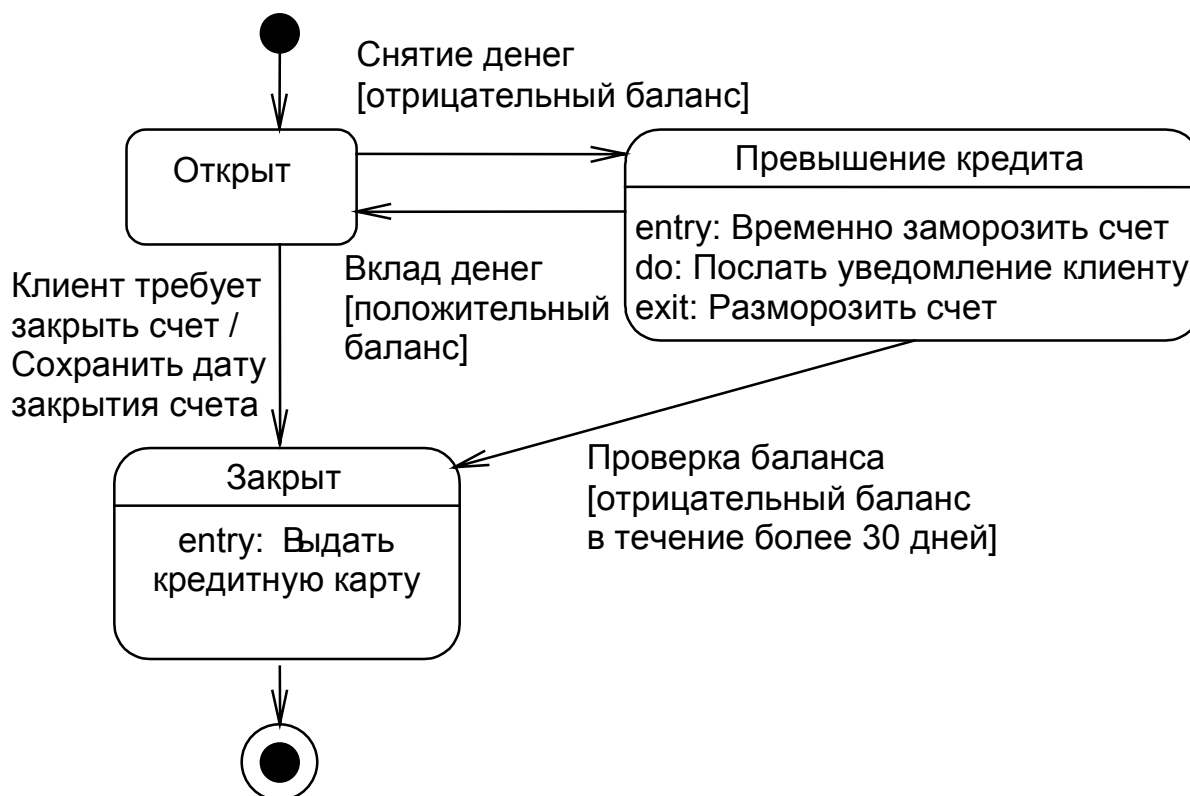 Снятие денег
[отрицательный баланс]
Открыт
Превышение кредита
entry: Временно заморозить счет
do: Послать уведомление клиенту
exit: Разморозить счет
Вклад денег
[положительный
баланс]
Клиент требует
закрыть счет /
Сохранить дату
закрытия счета
Закрыт
entry: Выдать
кредитную карту
Проверка баланса
[отрицательный баланс
в течение более 30 дней]